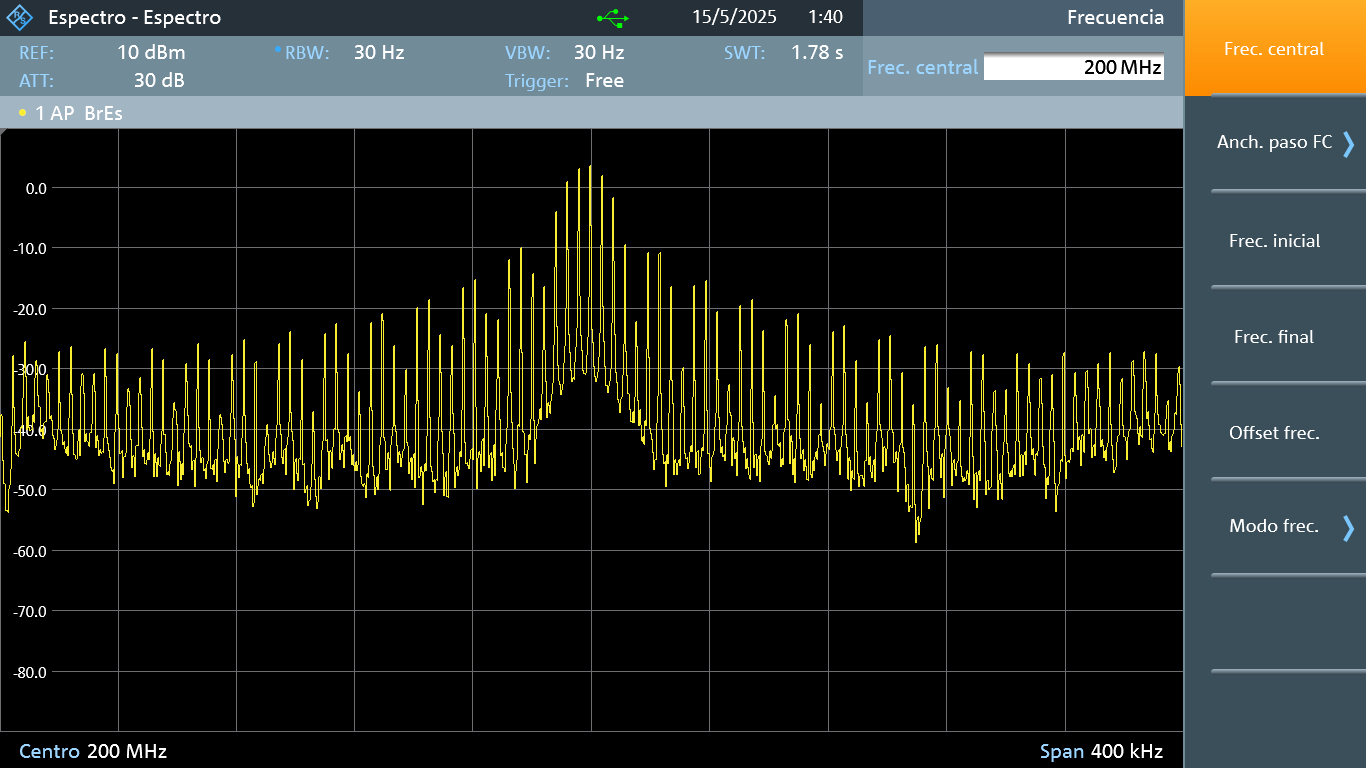 Espectro - Espectro 15/5/2025 1:40 Frecuencia
REF: 10 dBm RBW: 30 Hz VBW: 30 Hz SWT: 1.78 s
ATT: 30 dB Trigger: Free
Frec. central 200 MHz
1 AP BrEs
0.0
-10.0
-20.0
-30.0
-40.0
-50.0
-60.0
-70.0
-80.0
Centro 200 MHz Span 400 kHz
Frec. central
Anch. paso FC
Frec. inicial
Frec. final
Offset frec.
Modo frec.